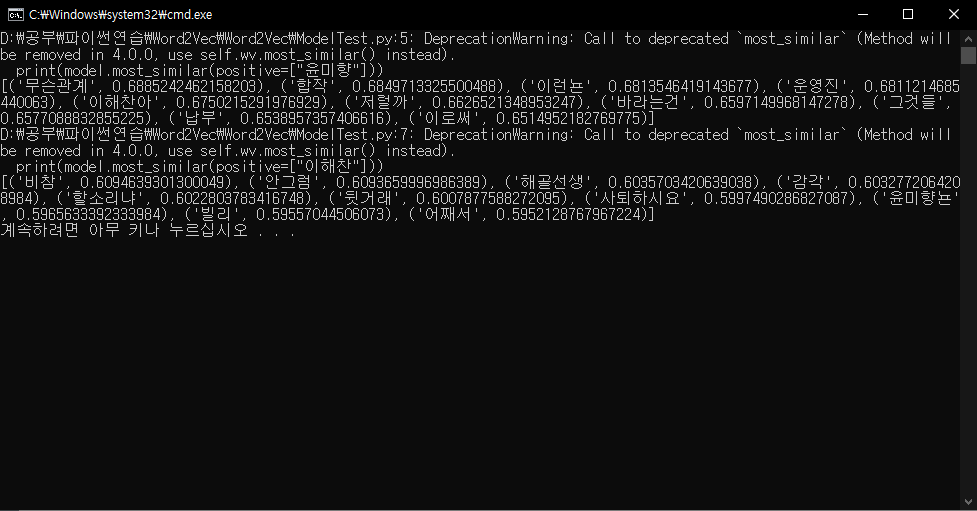 C:\Windows\system32\cmd.exe
D:\공부\파이썬연습\Word2Vec\Word2Vec\ModelTest.py:5: DeprecationWarning: Call to deprecated `most_similar` (Method will
be removed in 4.0.0, use self.wv.most_similar() instead).
  print(model.most_similar(positive=["윤미향"]))
[('무슨관계', 0.6885242462158203), ('합작', 0.6849713325500488), ('이런뇬', 0.6813546419143677), ('운영진', 0.6811214685
440063), ('이해찬아', 0.6750215291976929), ('저럴까', 0.6626521348953247), ('바라는건', 0.6597149968147278), ('그것들',
0.6577088832855225), ('납부', 0.6538957357406616), ('이로써', 0.6514952182769775)]
D:\공부\파이썬연습\Word2Vec\Word2Vec\ModelTest.py:7: DeprecationWarning: Call to deprecated `most_similar` (Method will
be removed in 4.0.0, use self.wv.most_similar() instead).
  print(model.most_similar(positive=["이해찬"]))
[('비참', 0.6094639301300049), ('안그럼', 0.6093659996986389), ('해골선생', 0.6035703420639038), ('감각', 0.603277206420
8984), ('할소리냐', 0.6022803783416748), ('뒷거래', 0.6007877588272095), ('사퇴하시요', 0.5997490286827087), ('윤미향뇬'
, 0.5965633392333984), ('빌리', 0.59557044506073), ('어째서', 0.5952128767967224)]
계속하려면 아무 키나 누르십시오 . . .